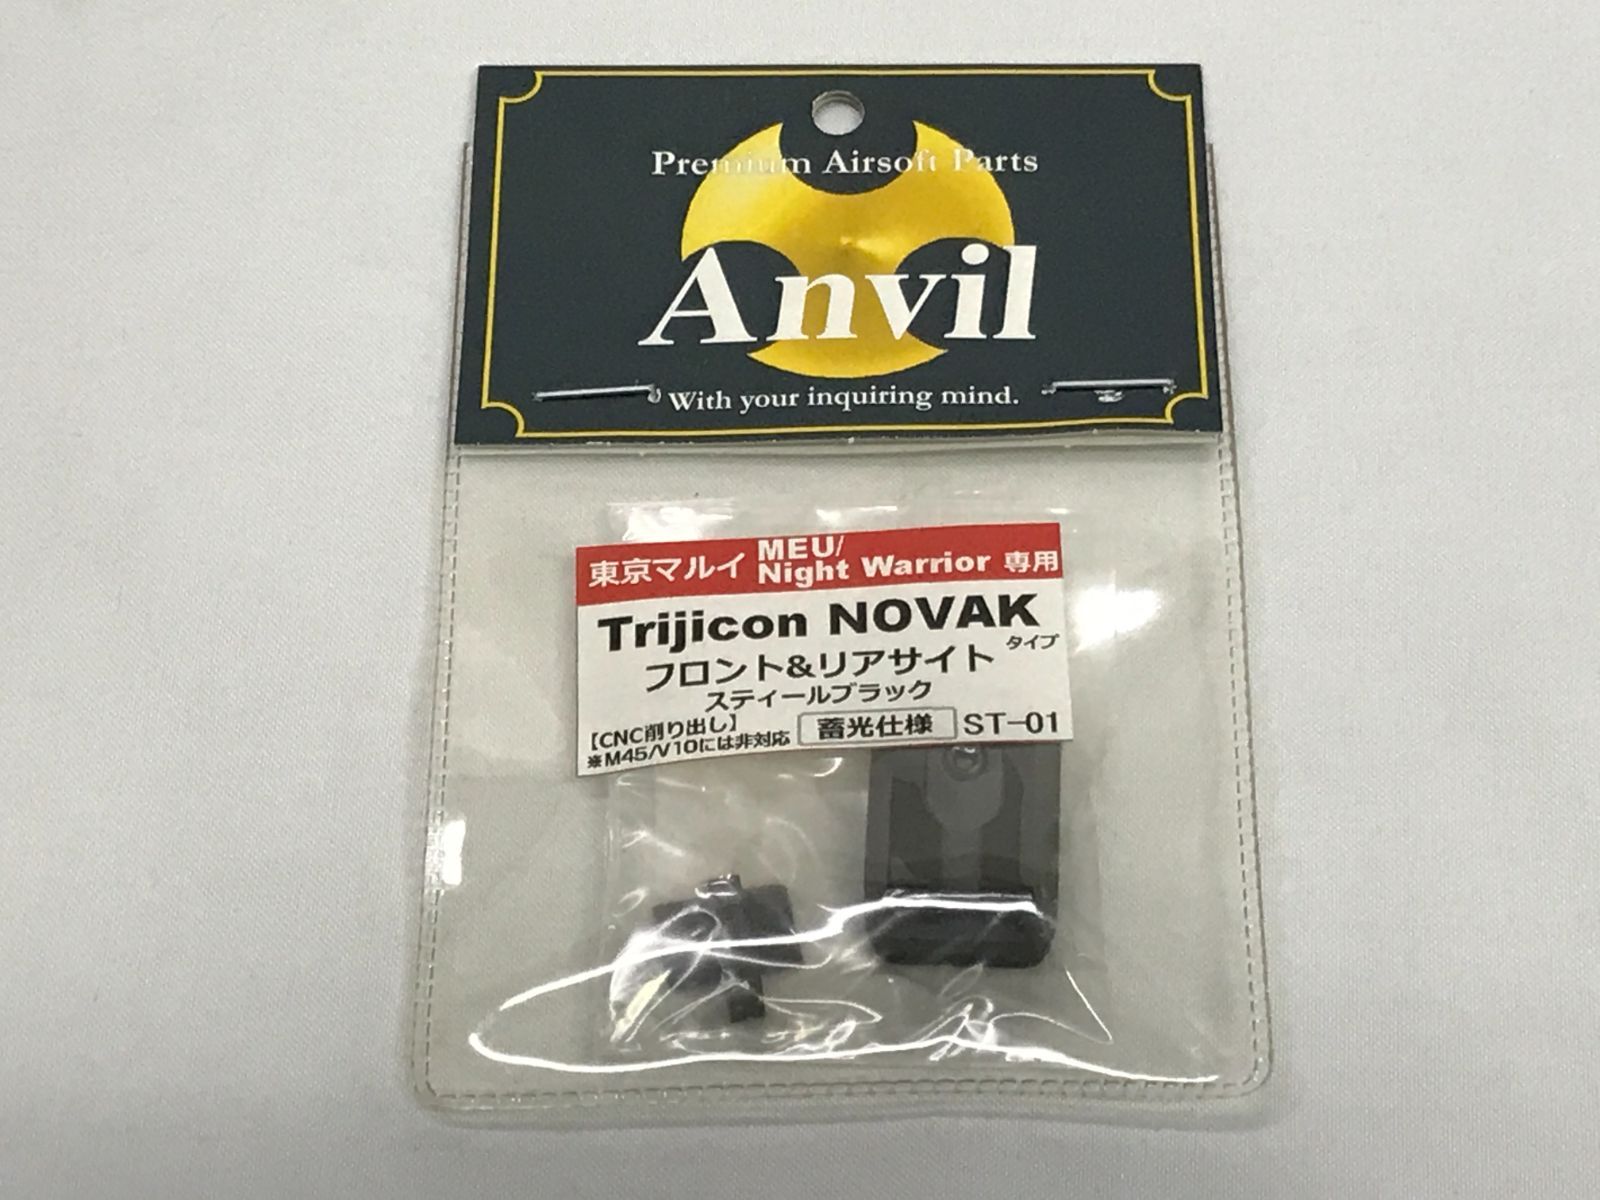 Premium Airsoft Parts
Anvil
With your inquiring mind.
東京マルイ MEU/
Night Warrior 専用
Trijicon NOVAK
タイプ
フロント&リアサイト
スティールブラック
【CNC削り出し】
蓄光仕様 ST-01
※M45/V10には非対応